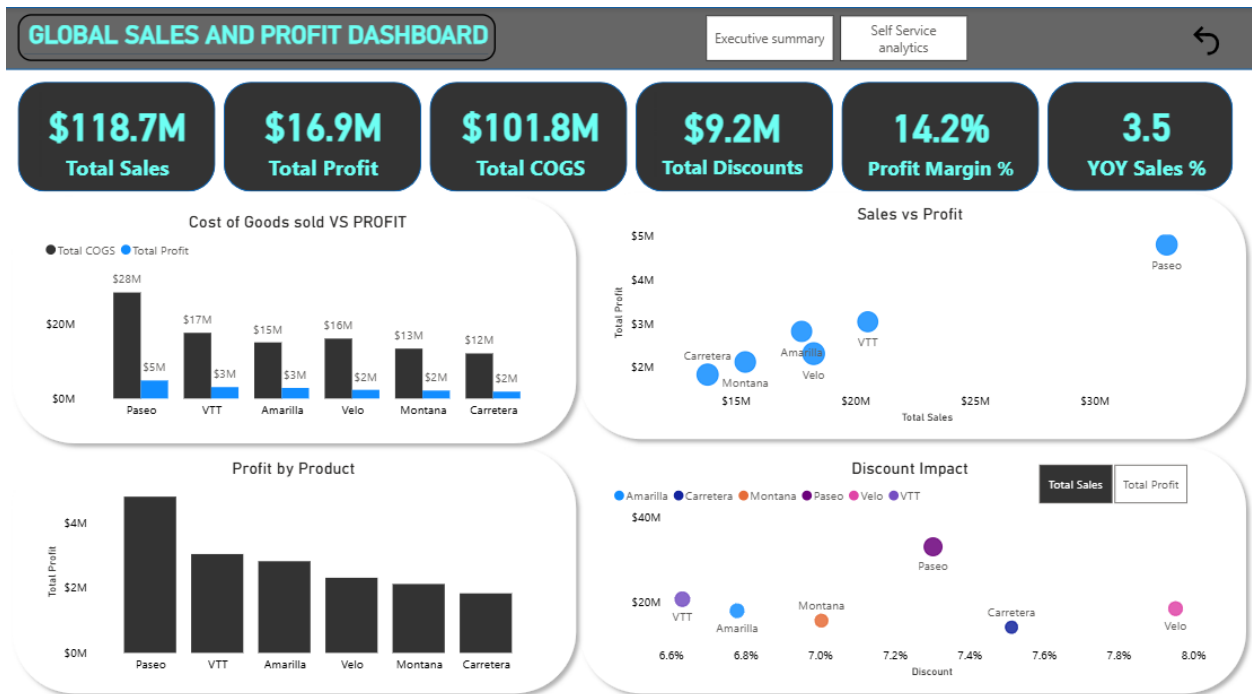 GLOBAL SALES AND PROFIT DASHBOARD
Executive summary
Self Service
analytics
$118.7M
Total Sales
$16.9M
Total Profit
$101.8M
Total COGS
$9.2M
Total Discounts
14.2%
Profit Margin %
3.5
YOY Sales %
Cost of Goods sold VS PROFIT
Total COGS Total Profit
$20M
$0M
$28M
$5M
$17M
$3M
$15M
$3M
$16M
$2M
$13M
$2M
$12M
$2M
Paseo VTT Amarilla Velo Montana Carretera
Sales vs Profit
Total Profit
$5M
$4M
$3M
$2M
Paseo
VTT
Amarilla
Velo
Carretera
Montana
$15M $20M $25M $30M
Total Sales
Profit by Product
Total Profit
$4M
$2M
$0M
Paseo VTT Amarilla Velo Montana Carretera
Discount Impact
Total Sales Total Profit
Amarilla Carretera Montana Paseo Velo VTT
$40M
$20M
Paseo
VTT
Amarilla
Montana
Carretera
Velo
6.6% 6.8% 7.0% 7.2% 7.4% 7.6% 7.8% 8.0%
Discount